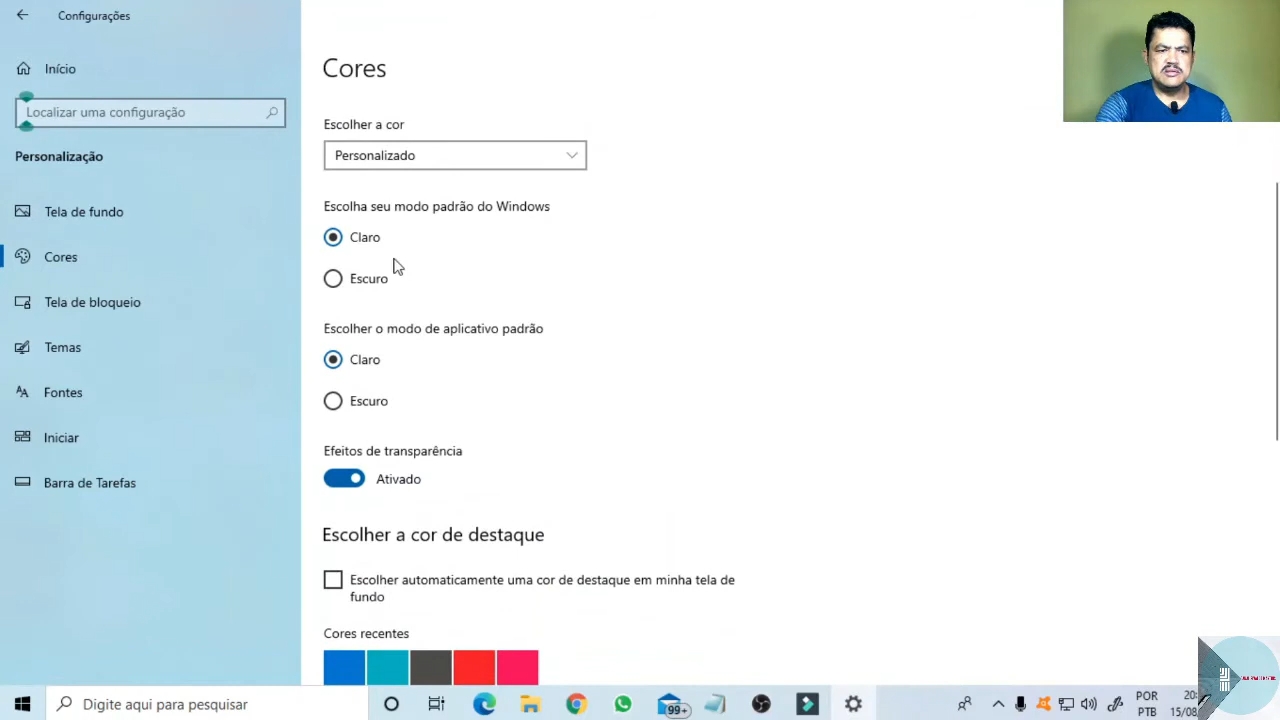 Configurações
Início
Localizar uma configuração
Personalização
Tela de fundo
Cores
Tela de bloqueio
Temas
Fontes
Iniciar
Barra de Tarefas
Cores
Escolher a cor
Personalizado
Escolha seu modo padrão do Windows
Claro
Escuro
Escolher o modo de aplicativo padrão
Claro
Escuro
Efeitos de transparência
Ativado
Escolher a cor de destaque
Escolher automaticamente uma cor de destaque em minha tela de
fundo
Cores recentes
Digite aqui para pesquisar
99+
POR
PTB
20:
15/08